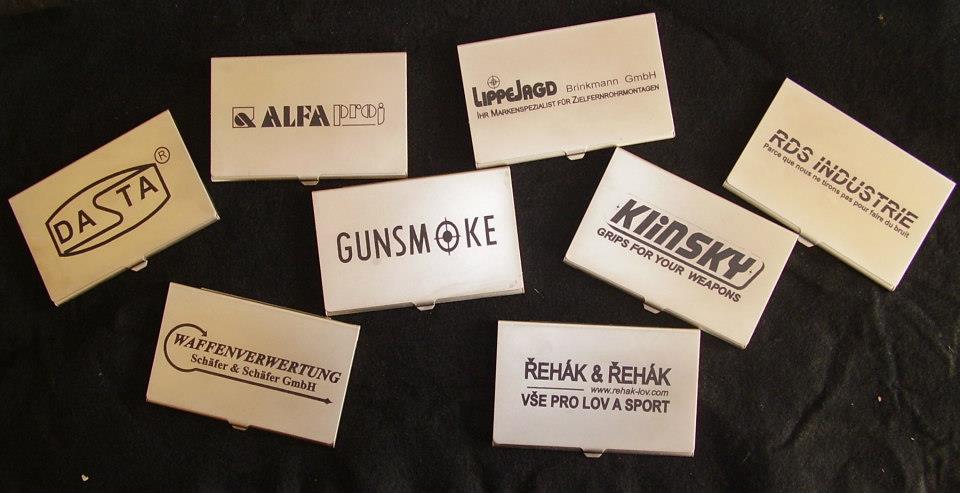 DASTA ®
ALFA proj
LIPPEJAGD Brinkmann GmbH
IHR MARKENSPEZIALIST FÜR ZIELFERNROHRMONTAGEN
RDS INDUSTRIE
Parce que nous ne tirons pas pour faire du bruit
GUNSMOKE
KlinSKY
GRIPS FOR YOUR WEAPONS
WAFFENVERWERTUNG
Schäfer & Schäfer GmbH
ŘEHÁK & ŘEHÁK
www.rehak-lov.com
VŠE PRO LOV A SPORT